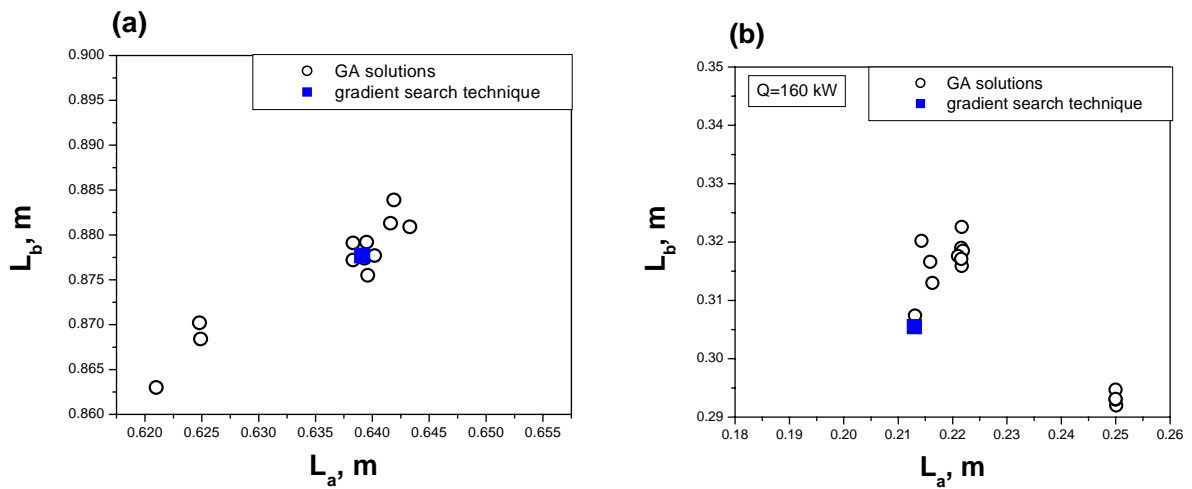 (a)
0.900
0.895
0.890
0.885
0.880
0.875
0.870
0.865
0.860
GA solutions
gradient search technique
0.620 0.625 0.630 0.635 0.640 0.645 0.650 0.655
Lb, m
La, m
(b)
0.35
0.34
0.33
0.32
0.31
0.30
0.29
Q=160 kW
GA solutions
gradient search technique
0.18 0.19 0.20 0.21 0.22 0.23 0.24 0.25 0.26
Lb, m
La, m